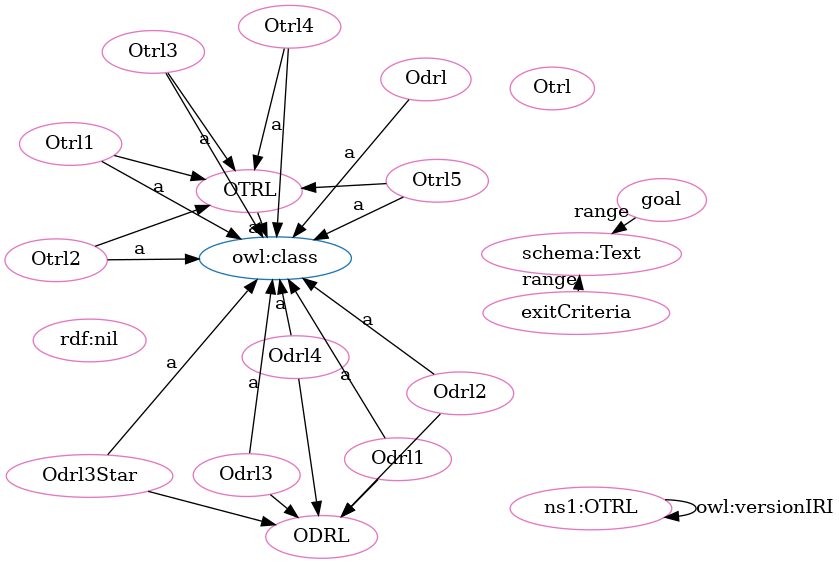 Otrl4
Otrl3
Odrl
Otrl
a
a
Otrl1
a
a
OTRL
Otrl5
goal
a
range
a
Otrl2
a
owl:class
schema:Text
range
a
exitCriteria
rdf:nil
a
Odrl4
a
a
a
Odrl2
Odrl3Star
Odrl3
Odrl1
ns1:OTRL
owl:versionIRI
ODRL